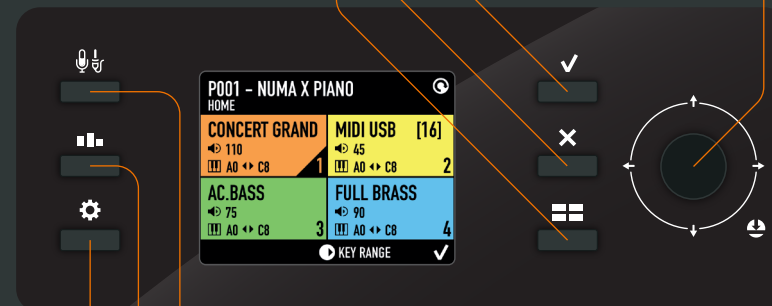 P001 - NUMA X PIANO
HOME
CONCERT GRAND
110
A0 C8
1
MIDI USB [16]
45
A0 C8
2
AC.BASS
75
A0 C8
3
FULL BRASS
90
A0 C8
4
KEY RANGE